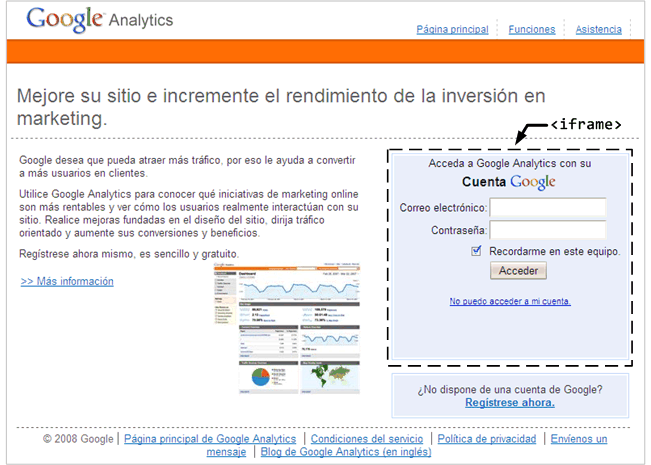 Google Analytics
Página principal Funciones Asistencia
Mejore su sitio e incremente el rendimiento de la inversión en
marketing.
<iframe>
Google desea que pueda atraer más tráfico, por eso le ayuda a convertir
a más usuarios en clientes.
Utilice Google Analytics para conocer qué iniciativas de marketing online
son más rentables y ver cómo los usuarios realmente interactúan con su
sitio. Realice mejoras fundadas en el diseño del sitio, dirija tráfico
orientado y aumente sus conversiones y beneficios.
Regístrese ahora mismo, es sencillo y gratuito.
>> Más información
Dashboard
Acceda a Google Analytics con su
Cuenta Google
Correo electrónico:
Contraseña:
Recordarme en este equipo.
Acceder
No puedo acceder a mi cuenta.
¿No dispone de una cuenta de Google?
Regístrese ahora.
© 2008 Google | Página principal de Google Analytics | Condiciones del servicio | Política de privacidad | Envíenos un
mensaje | Blog de Google Analytics (en inglés)